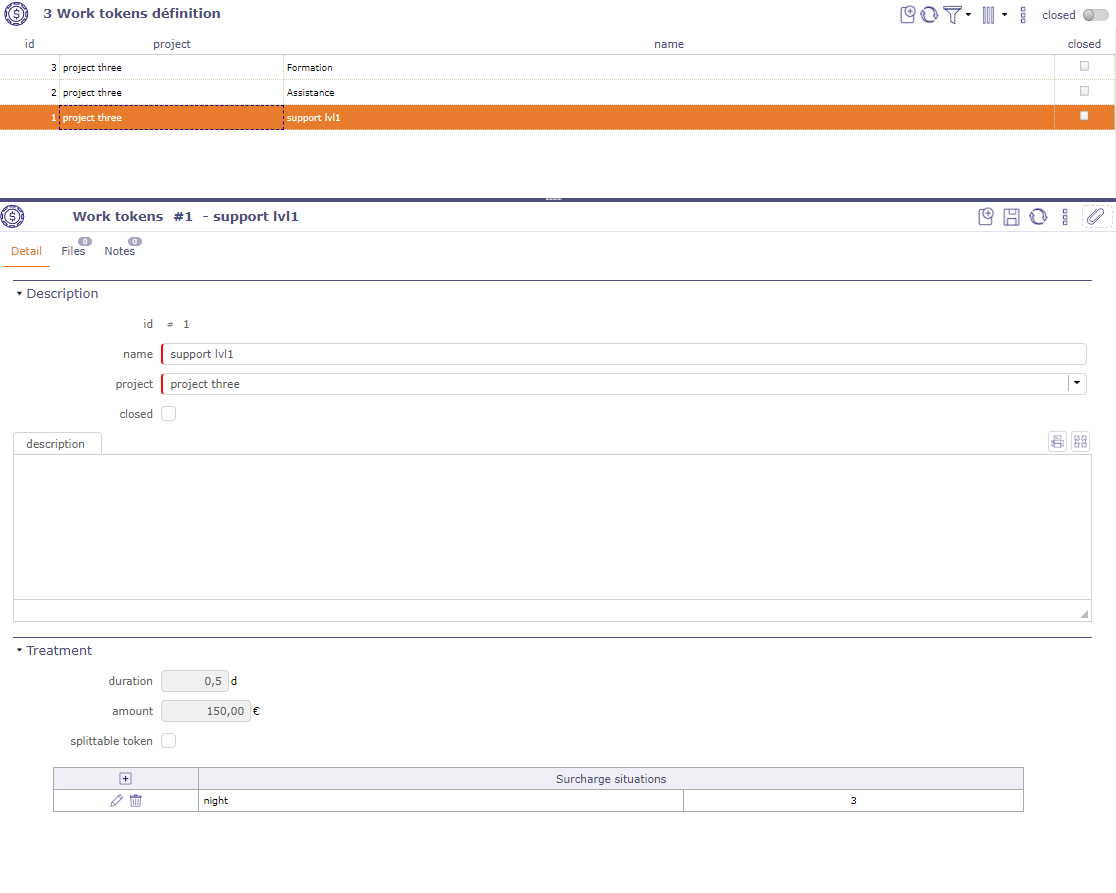 3 Work tokens définition
closed
id project name closed
3 project three Formation
2 project three Assistance
1 project three support lvl1
Work tokens #1 - support lvl1
Detail Files 0 Notes 0
Description
id # 1
name support lvl1
project project three
closed
description
Treatment
duration 0,5 d
amount 150,00 €
splittable token
Surcharge situations
night 3